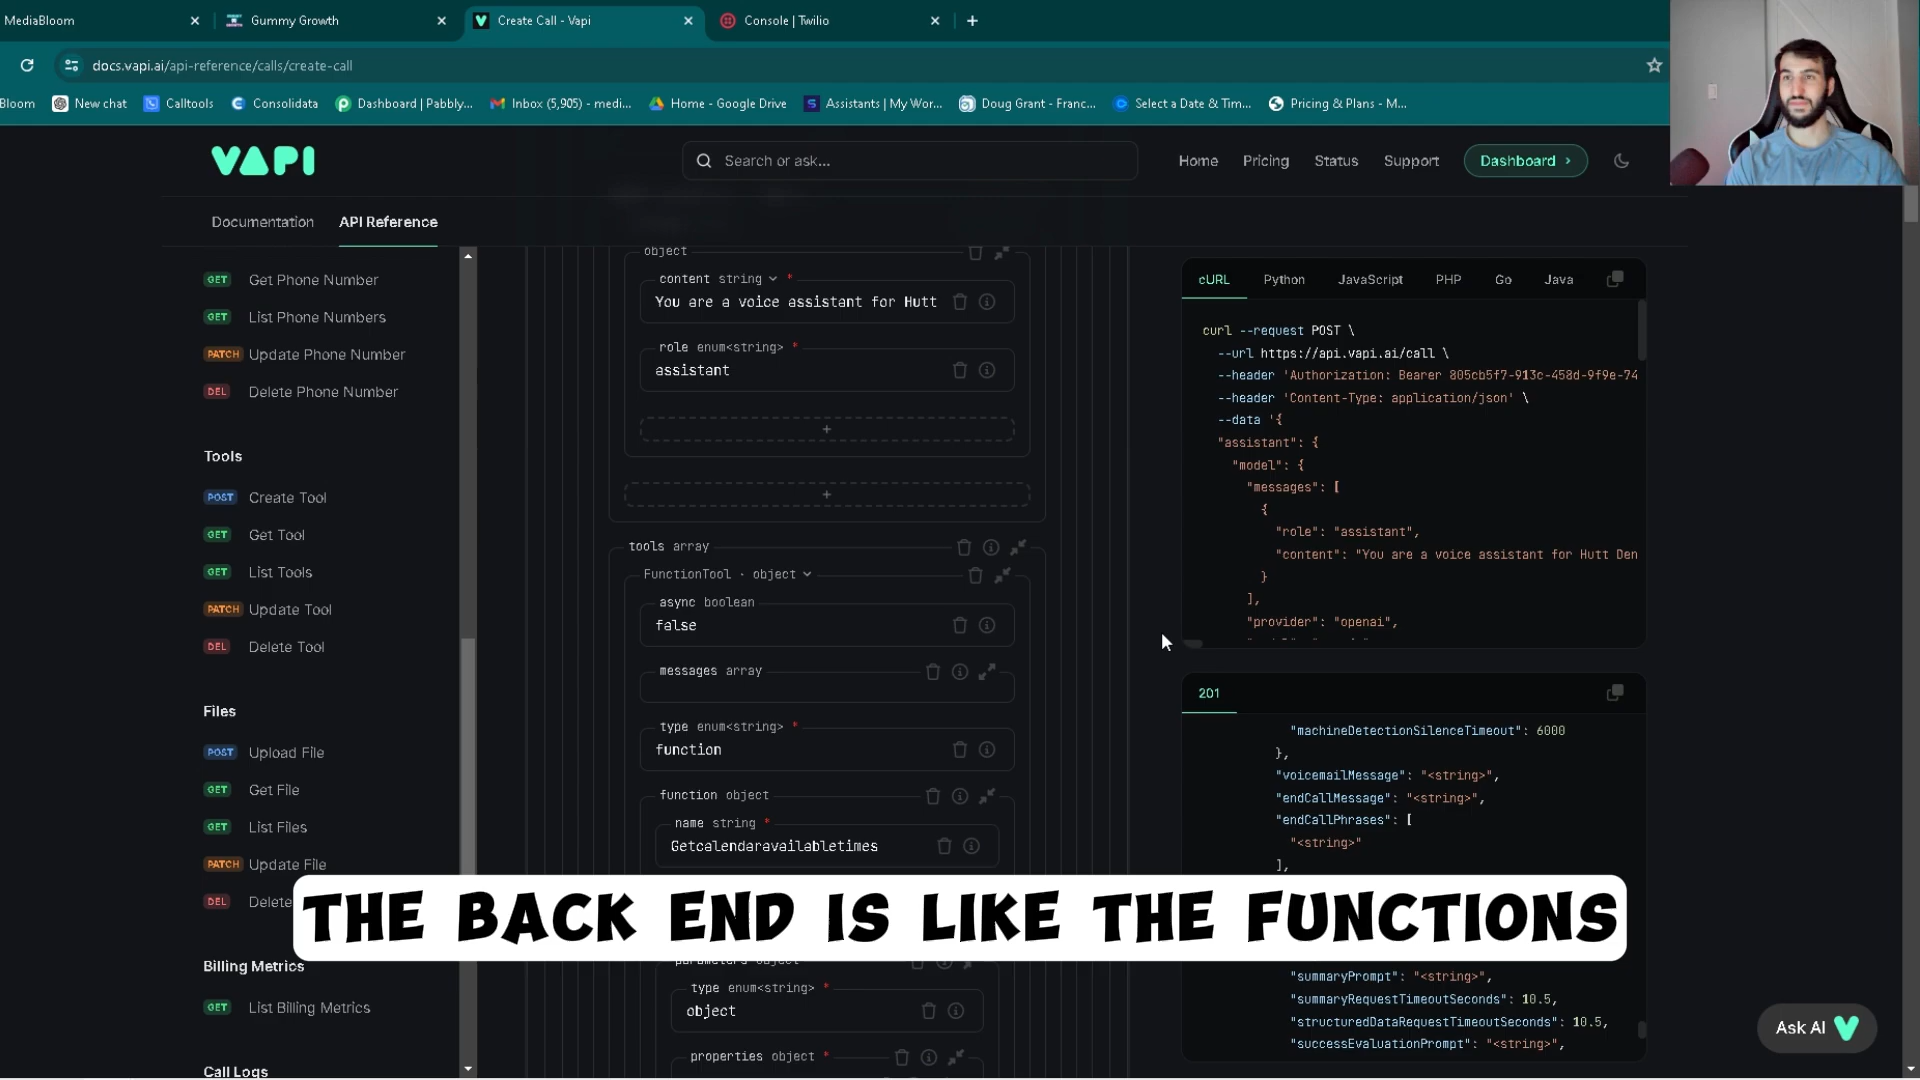 MediaBloom
Gummy Growth
Create Call - Vapi
Console | Twilio
docs.vapi.ai/api-reference/calls/create-call
Bloom
New chat
Calltools
Consolidata
Dashboard | Pabbly...
Inbox (5,905) - medi...
Home - Google Drive
Assistants | My Wor...
Doug Grant - Franc...
Select a Date & Tim...
Pricing & Plans - M...
VAPI
Search or ask...
Home
Pricing
Status
Support
Dashboard
Documentation
API Reference
GET Get Phone Number
GET List Phone Numbers
PATCH Update Phone Number
DEL Delete Phone Number
Tools
POST Create Tool
GET Get Tool
GET List Tools
PATCH Update Tool
DEL Delete Tool
Files
POST Upload File
GET Get File
GET List Files
PATCH Update File
DEL Delete
Billing Metrics
GET List Billing Metrics
Call Logs
object
content string *
You are a voice assistant for Hutt
role enum<string> *
assistant
+
+
tools array
FunctionTool · object
async boolean
false
messages array
type enum<string> *
function
function object
name string *
Getcalendaravailabletimes
parameters object
type enum<string> *
object
properties object *
cURL
Python
JavaScript
PHP
Go
Java
curl --request POST \
--url https://api.vapi.ai/call \
--header 'Authorization: Bearer 805cb5f7-913c-458d-9f9e-74
--header 'Content-Type: application/json' \
--data '{
"assistant": {
"model": {
"messages": [
{
"role": "assistant",
"content": "You are a voice assistant for Hutt Den
}
],
"provider": "openai",
201
"machineDetectionSilenceTimeout": 6000
},
"voicemailMessage": "<string>",
"endCallMessage": "<string>",
"endCallPhrases": [
"<string>"
],
"summaryPrompt": "<string>",
"summaryRequestTimeoutSeconds": 10.5,
"structuredDataRequestTimeoutSeconds": 10.5,
"successEvaluationPrompt": "<string>",
THE BACK END IS LIKE THE FUNCTIONS
Ask AI